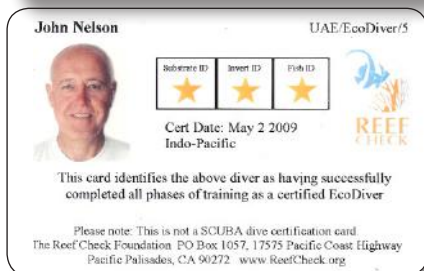 John Nelson
UAE/EcoDiver/5
Substrate ID
Invert ID
Fish ID
Cert Date: May 2 2009
Indo-Pacific
REEF
CHECK
This card identifies the above diver as having successfully
completed all phases of training as a certified EcoDiver
Please note: This is not a SCUBA dive certification card
The Reef Check Foundation PO Box 1057, 17575 Pacific Coast Highway
Pacific Palisades, CA 90272 www.ReefCheck.org